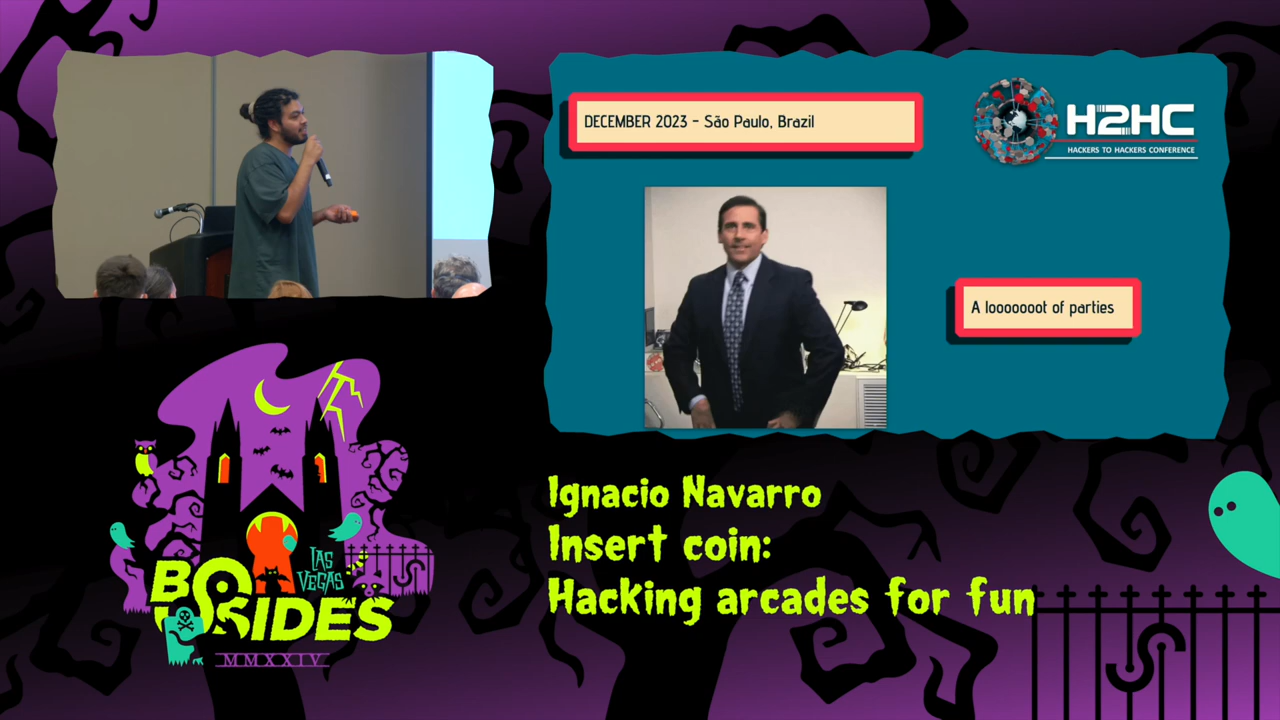 DECEMBER 2023 - São Paulo, Brazil
H2HC
HACKERS TO HACKERS CONFERENCE
A looooooot of parties
Ignacio Navarro
Insert coin:
Hacking arcades for fun
LAS
VEGAS
BSIDES
MMXXIV